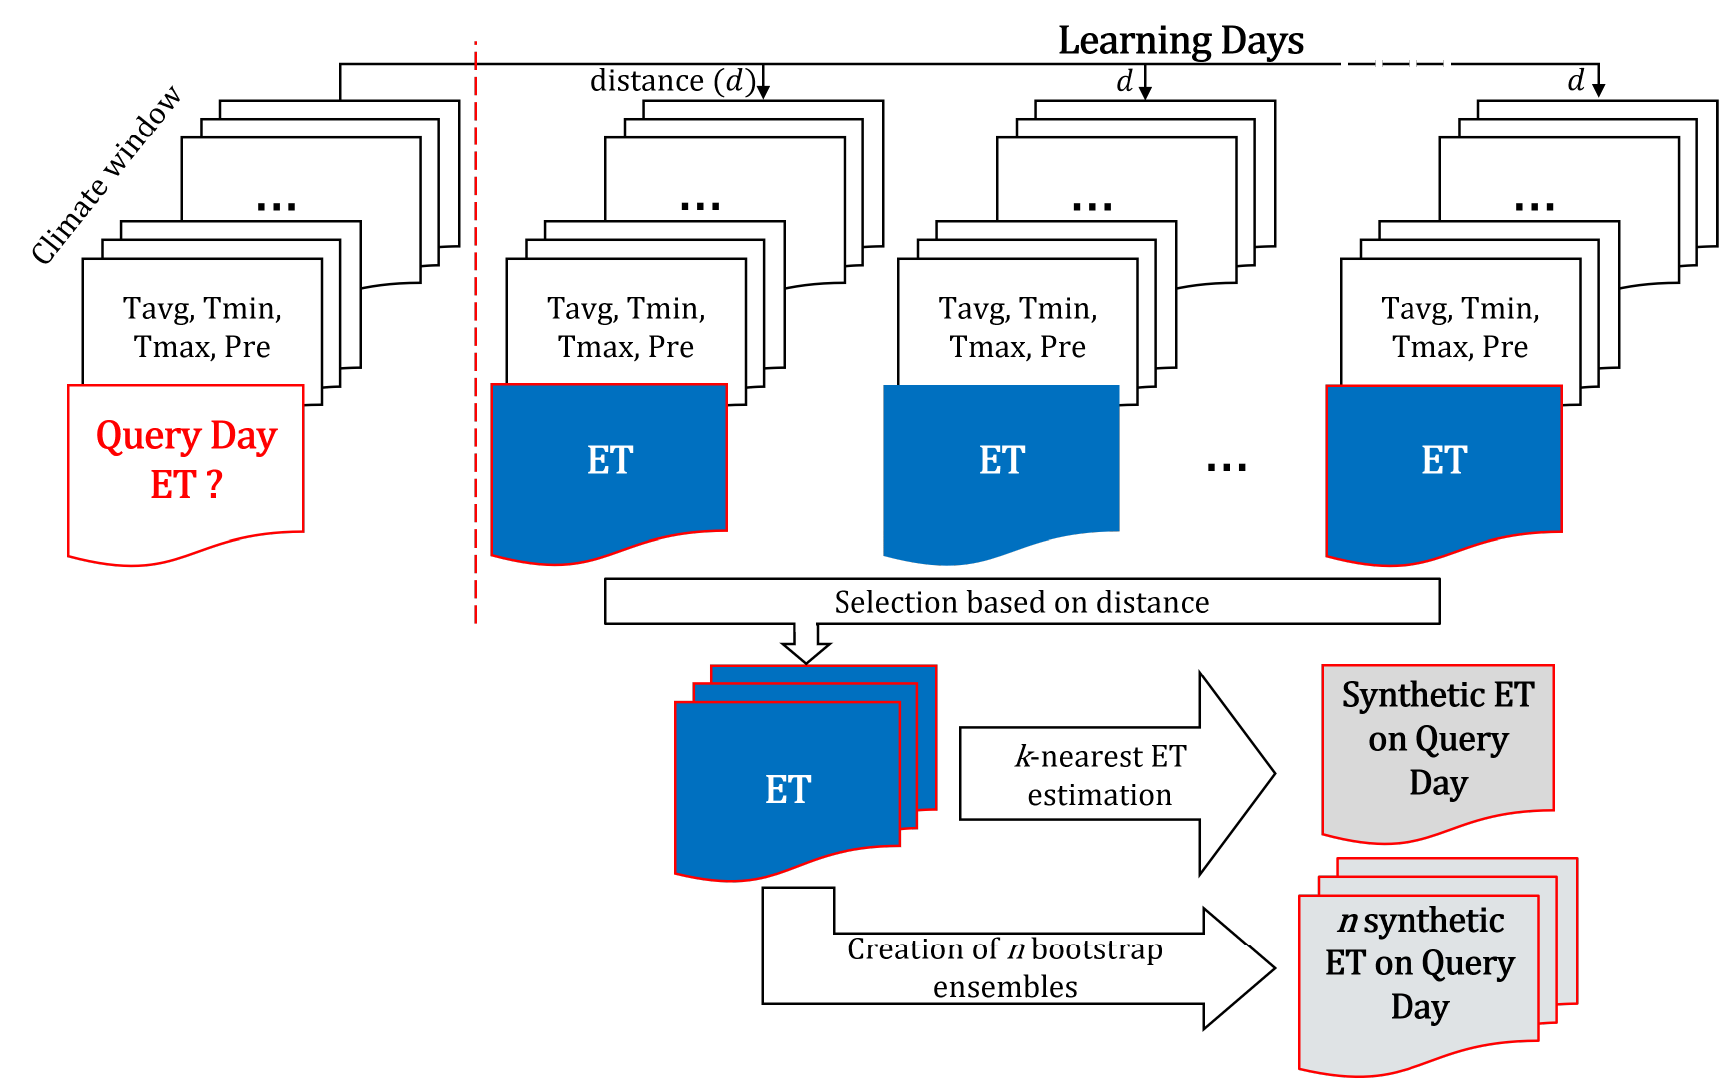 Learning Days
Climate window
distance (d)
d
d
...
...
...
...
Tavg, Tmin,
Tmax, Pre
Tavg, Tmin,
Tmax, Pre
Tavg, Tmin,
Tmax, Pre
Tavg, Tmin,
Tmax, Pre
Query Day
ET ?
ET
ET
...
ET
Selection based on distance
ET
k-nearest ET
estimation
Synthetic ET
on Query
Day
Creation of n bootstrap
ensembles
n synthetic
ET on Query
Day